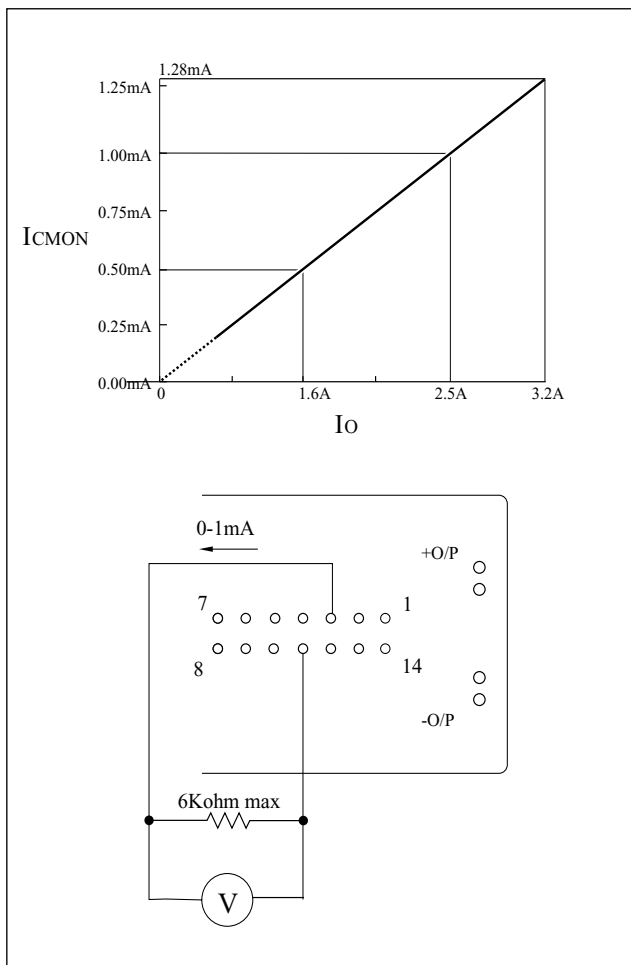 1.28mA
1.25mA
1.00mA
0.75mA
ICMON
0.50mA
0.25mA
0.00mA
0 1.6A 2.5A 3.2A
IO
0-1mA
+O/P
7 1
8 14
-O/P
6Kohm max
V